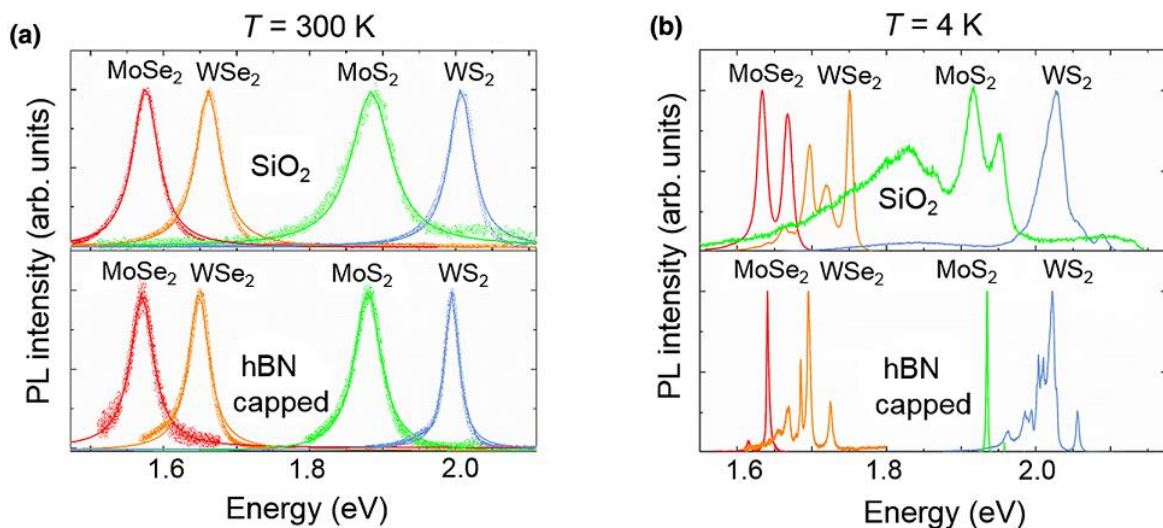 (a)
T = 300 K
PL intensity (arb. units)
MoSe₂ WSe₂ MoS₂ WS₂
SiO₂
MoSe₂ WSe₂ MoS₂ WS₂
hBN
capped
1.6 1.8 2.0
Energy (eV)
(b)
T = 4 K
PL intensity (arb. units)
MoSe₂ WSe₂ MoS₂ WS₂
SiO₂
MoSe₂ WSe₂ MoS₂ WS₂
hBN
capped
1.6 1.8 2.0
Energy (eV)